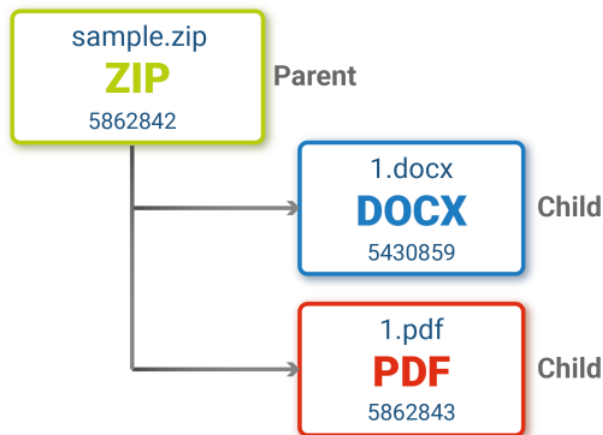 sample.zip
ZIP
5862842
Parent
1.docx
DOCX
5430859
Child
1.pdf
PDF
5862843
Child